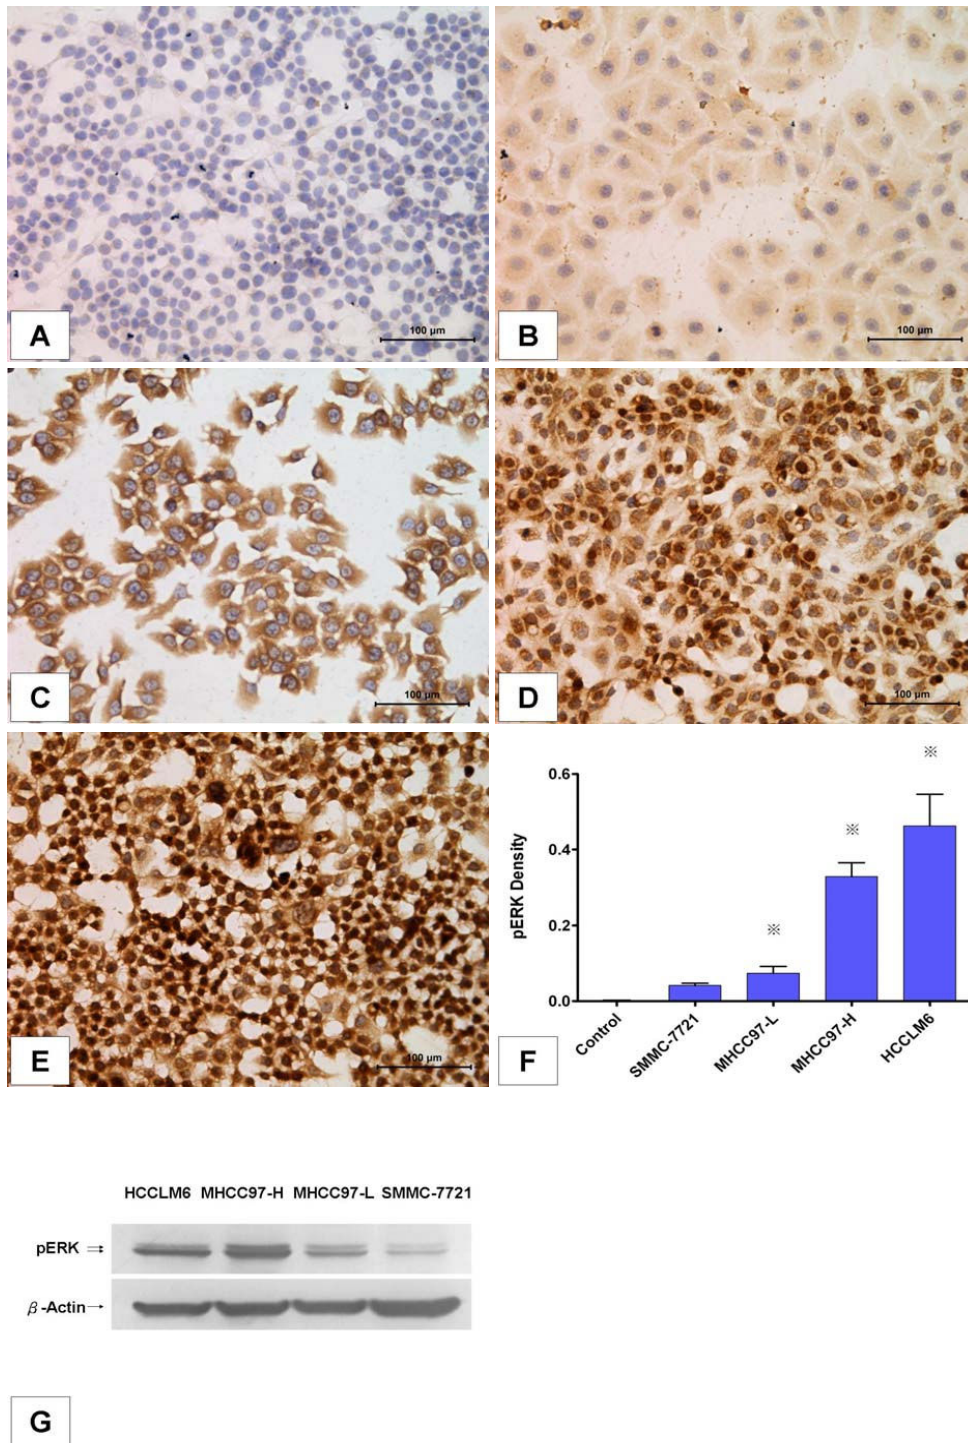 100 μm
A
100 μm
B
100 μm
C
100 μm
D
100 μm
E
※
※
※
※
0.6
0.4
0.2
0.0
pERK Density
Control
SMMC-7721
MHCC97-L
MHCC97-H
HCCLM6
F
HCCLM6 MHCC97-H MHCC97-L SMMC-7721
pERK
β-Actin
G